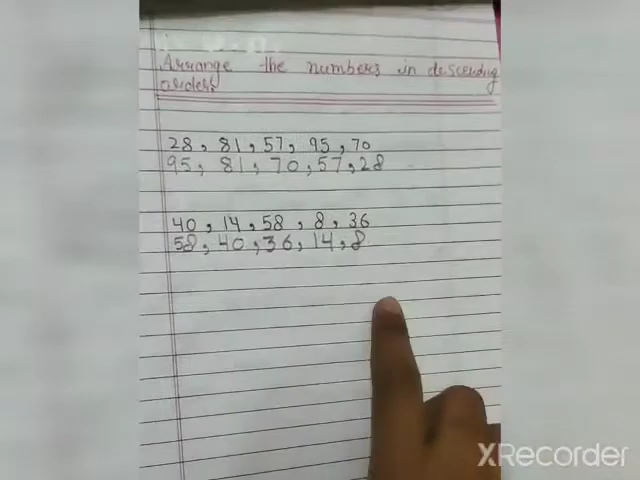 Arrange the numbers in descending
orders
28, 81, 57, 95, 70
95, 81, 70, 57, 28
40, 14, 58, 8, 36
58, 40, 36, 14, 8
XRecorder